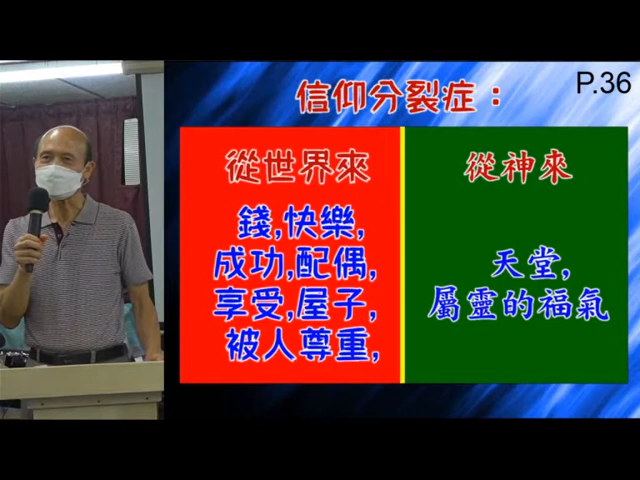 P.36
信仰分裂症：
從世界來
錢,快樂,
成功,配偶,
享受,屋子,
被人尊重,
從神來
天堂,
屬靈的福氣